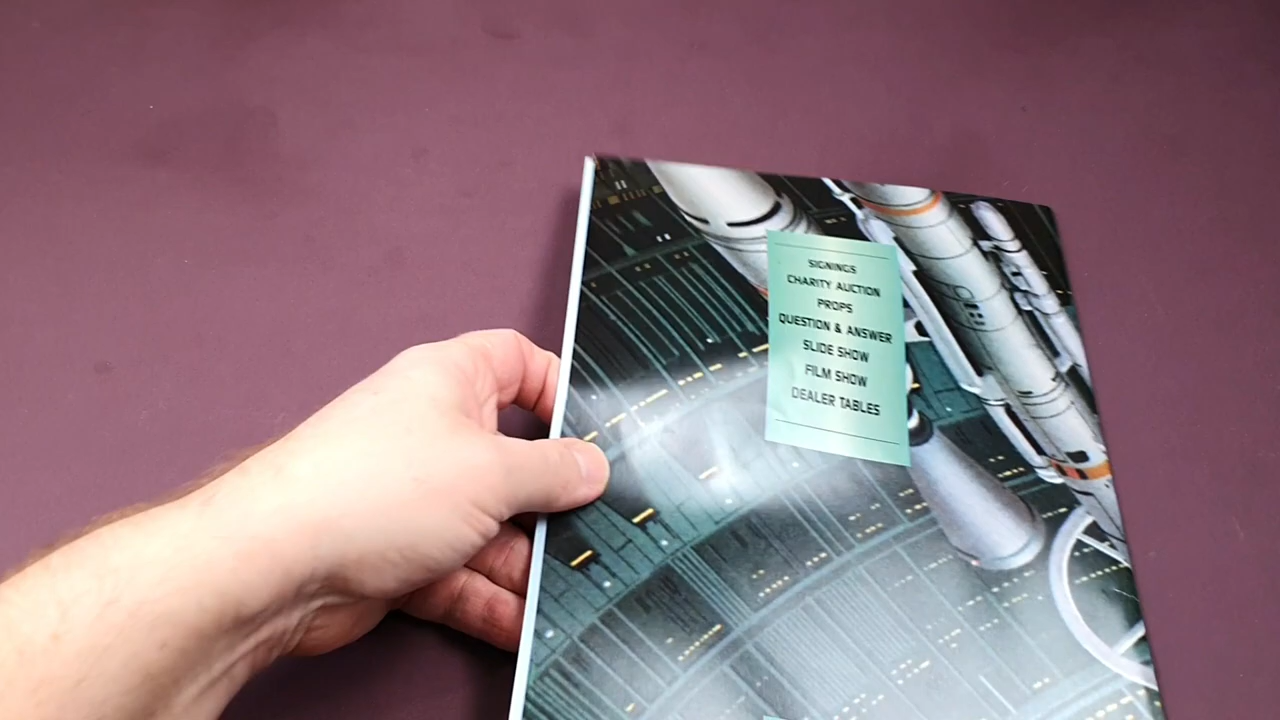 SIGNINGS
CHARITY AUCTION
PROPS
QUESTION & ANSWER
SLIDE SHOW
FILM SHOW
DEALER TABLES